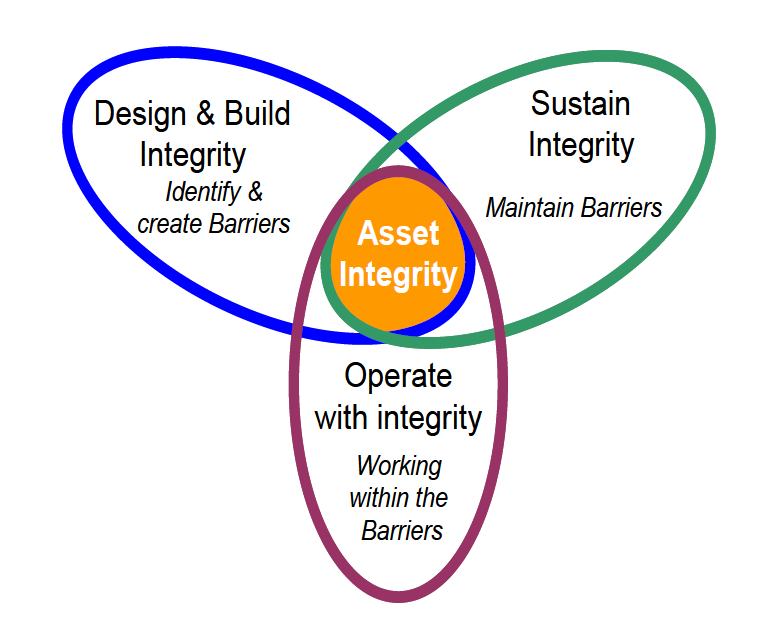 Design & Build
Integrity
Identify &
create Barriers
Sustain
Integrity
Maintain Barriers
Asset
Integrity
Operate
with integrity
Working
within the
Barriers